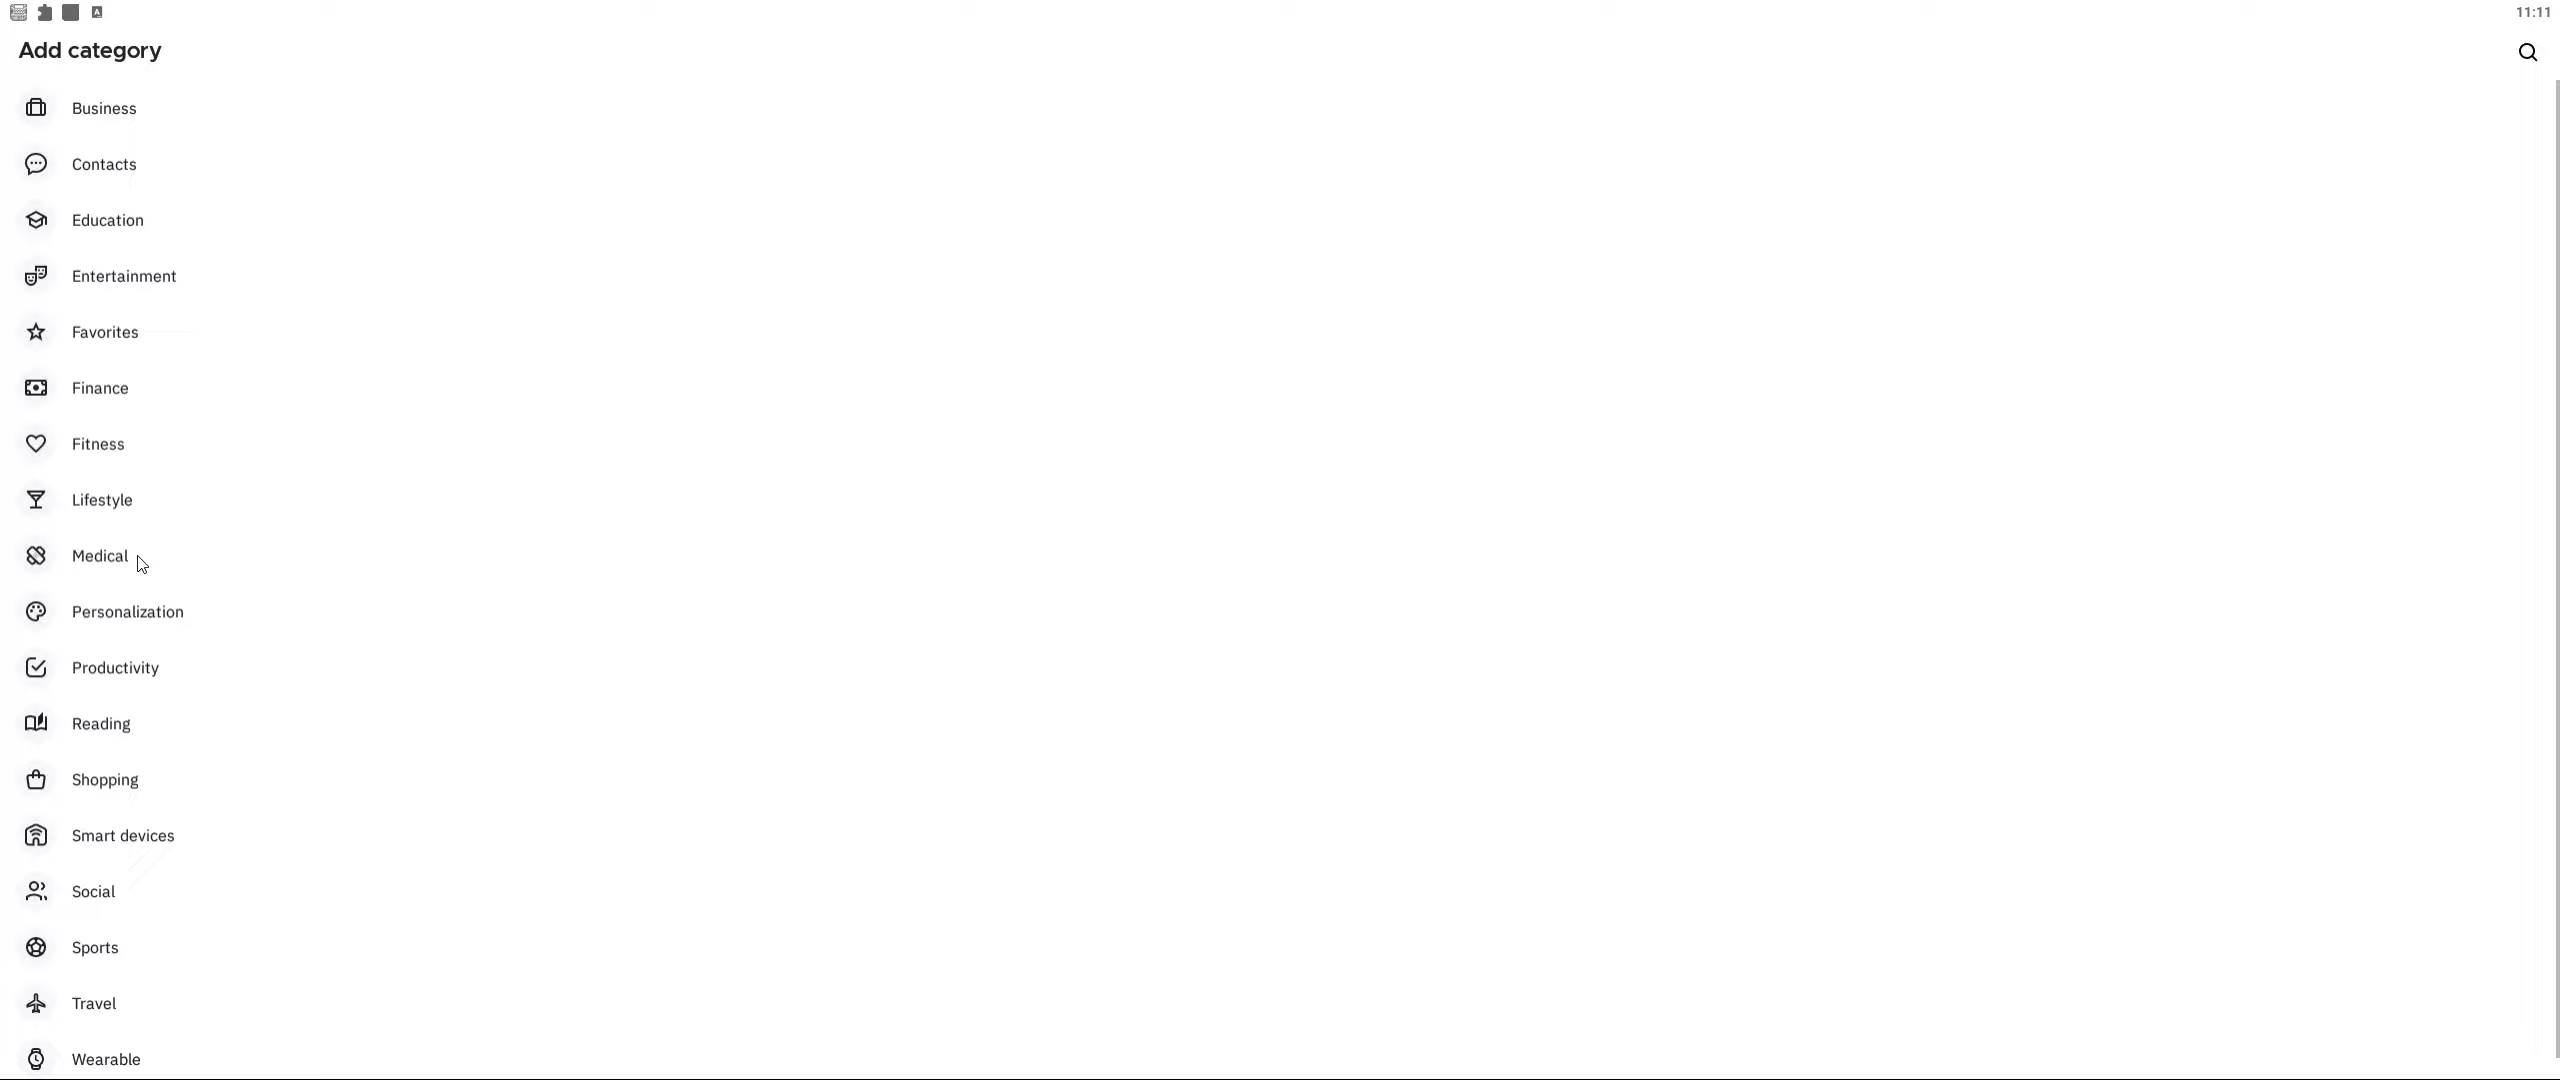 11:11
Add category
Business
Contacts
Education
Entertainment
Favorites
Finance
Fitness
Lifestyle
Medical
Personalization
Productivity
Reading
Shopping
Smart devices
Social
Sports
Travel
Wearable